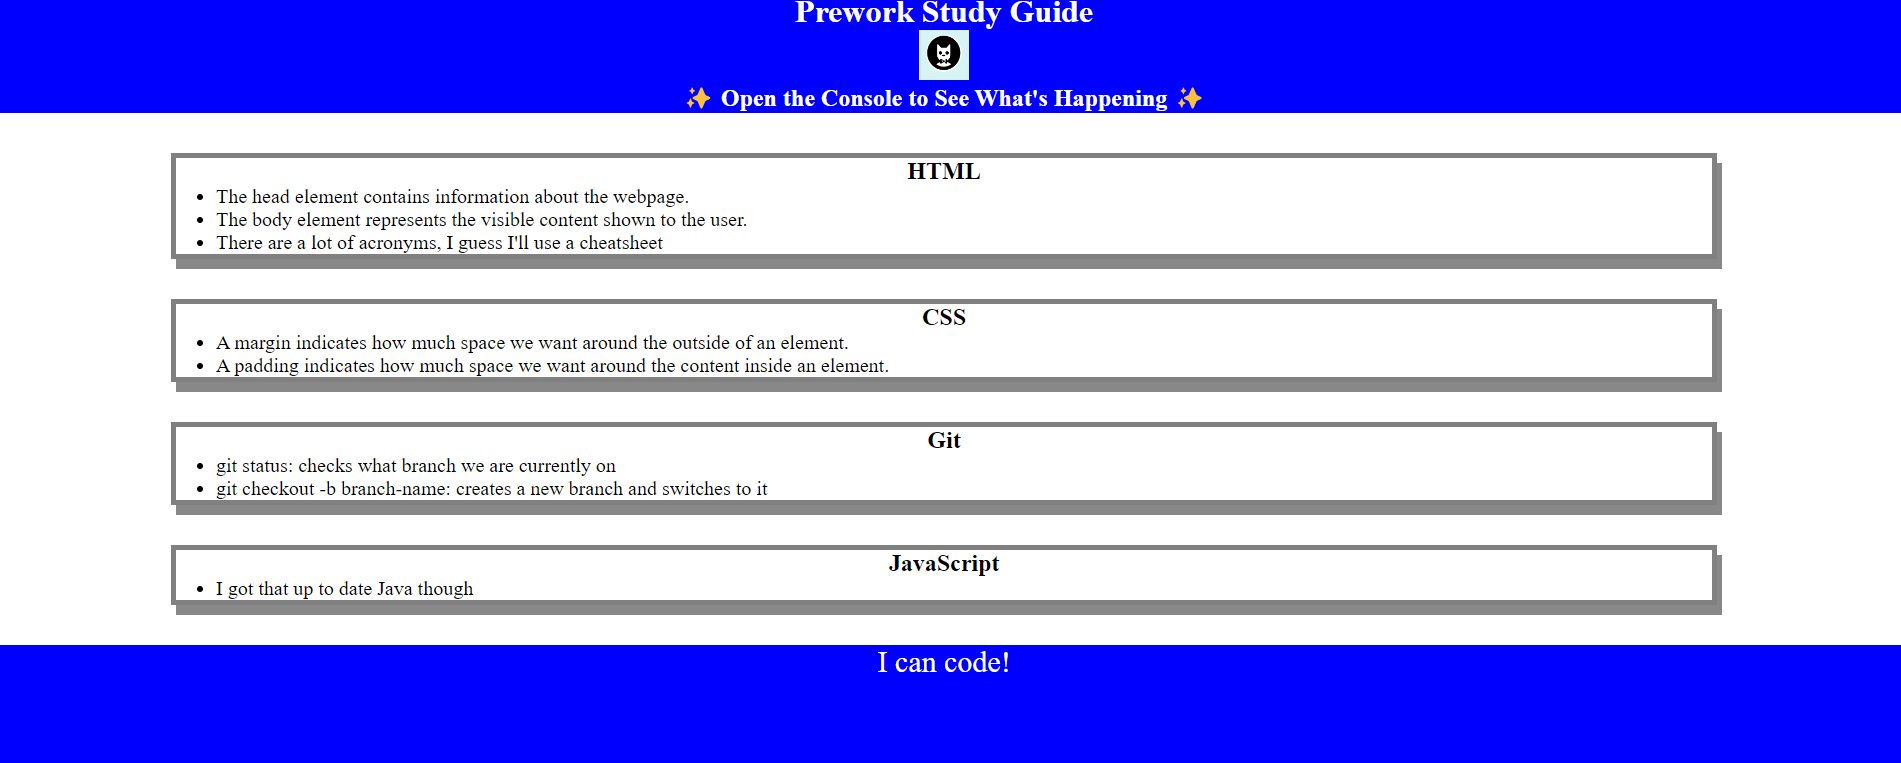 Prework Study Guide
✨ Open the Console to See What's Happening ✨
HTML
• The head element contains information about the webpage.
• The body element represents the visible content shown to the user.
• There are a lot of acronyms, I guess I'll use a cheatsheet
CSS
• A margin indicates how much space we want around the outside of an element.
• A padding indicates how much space we want around the content inside an element.
Git
• git status: checks what branch we are currently on
• git checkout -b branch-name: creates a new branch and switches to it
JavaScript
• I got that up to date Java though
I can code!